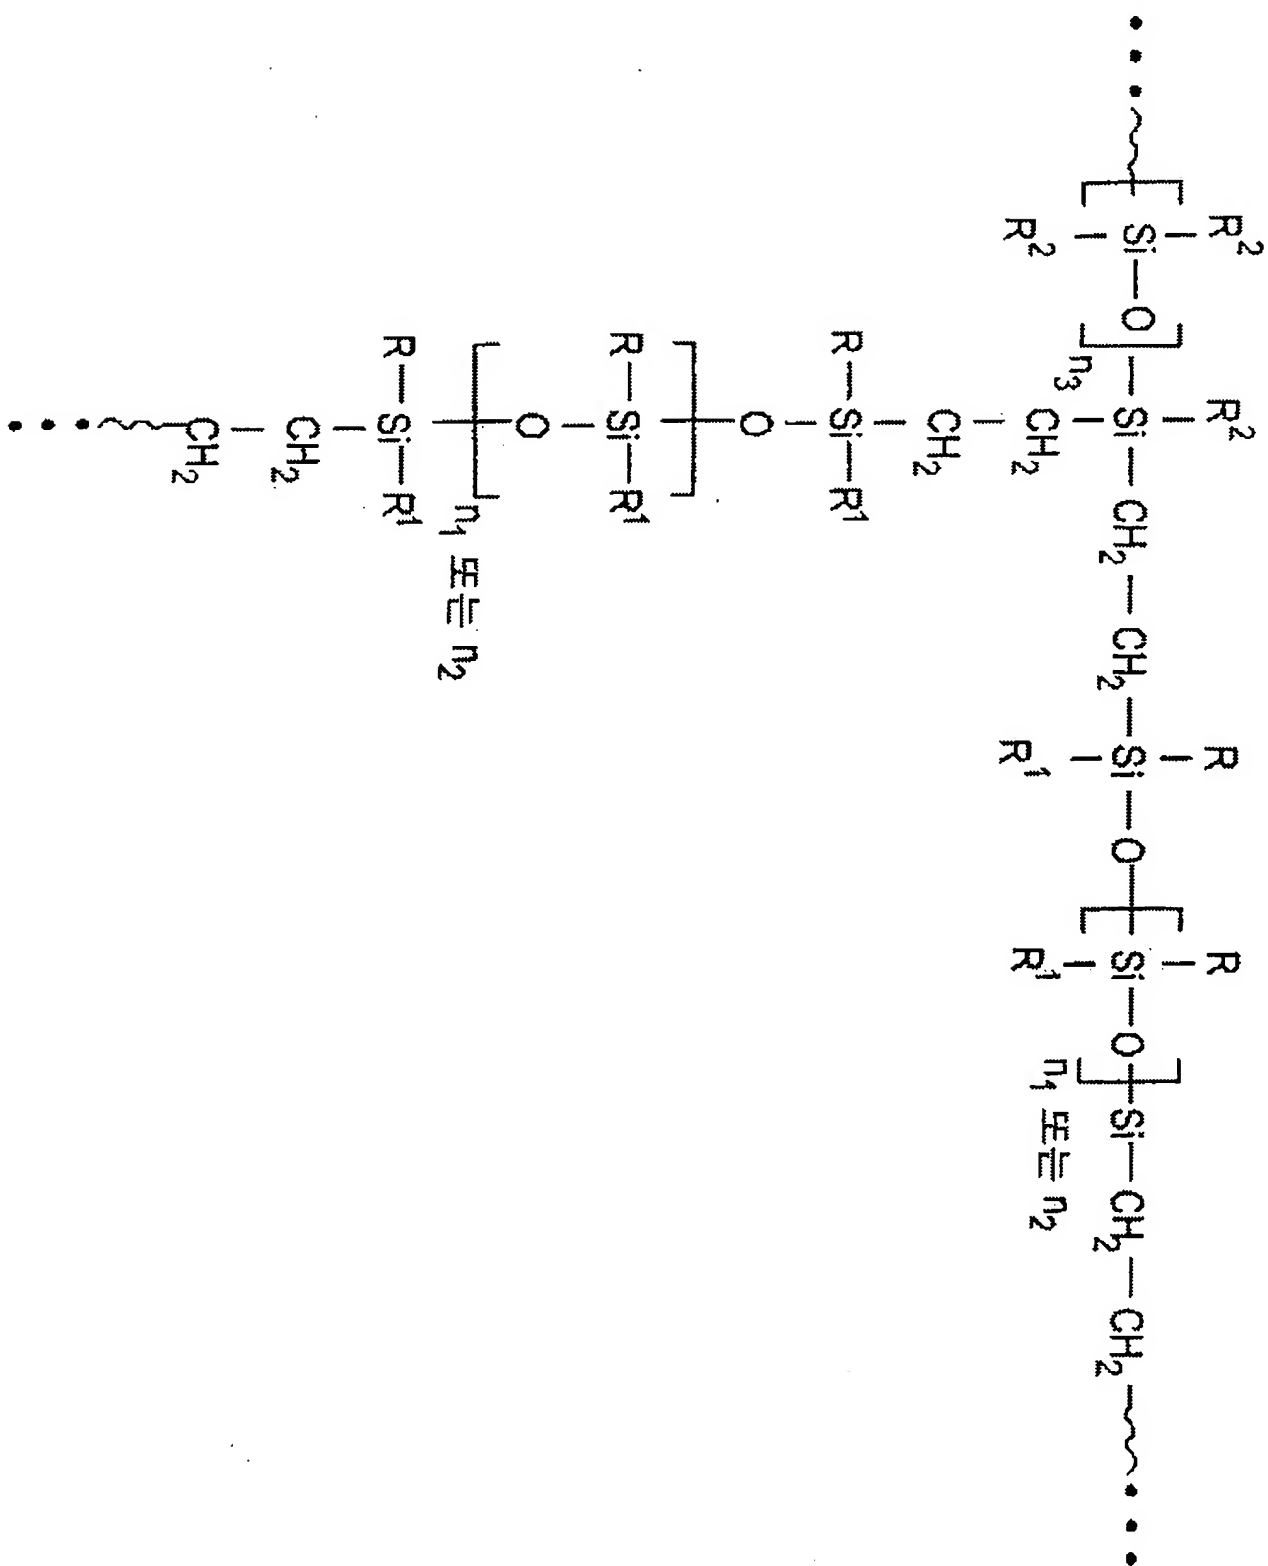 R² R² R R
Si—O—Si—CH₂—CH₂—Si—O—Si—O—Si—CH₂—CH₂
n₃
R² CH₂ R¹ R¹ n₁ 또는 n₂
CH₂
R—Si—R¹
O
R—Si—R¹
O
n₁ 또는 n₂
R—Si—R¹
CH₂
CH₂